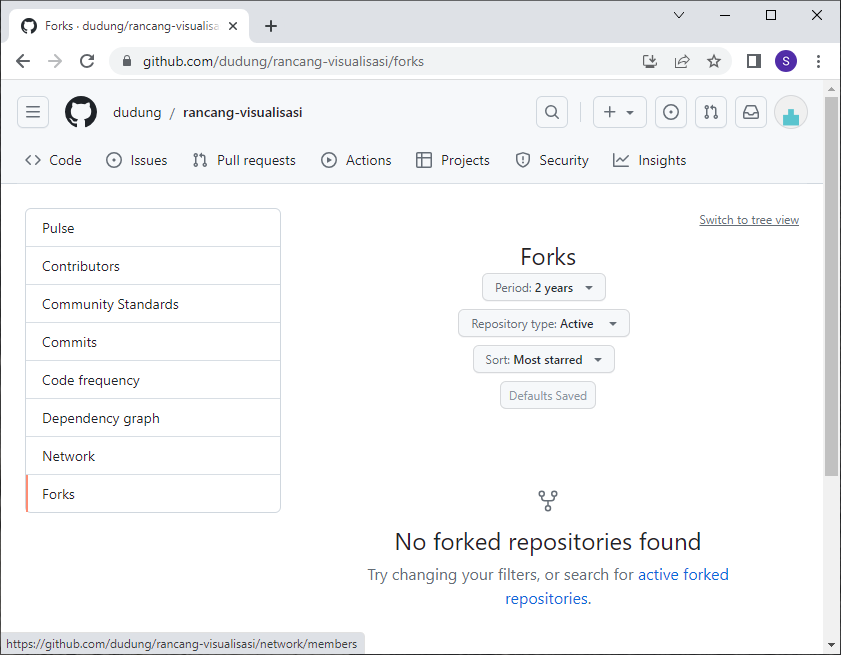 Forks · dudung/rancang-visualisa
github.com/dudung/rancang-visualisasi/forks
S
dudung / rancang-visualisasi
Code Issues Pull requests Actions Projects Security Insights
Switch to tree view
Pulse
Contributors
Community Standards
Commits
Code frequency
Dependency graph
Network
Forks
Forks
Period: 2 years
Repository type: Active
Sort: Most starred
Defaults Saved
No forked repositories found
Try changing your filters, or search for active forked
repositories.
https://github.com/dudung/rancang-visualisasi/network/members